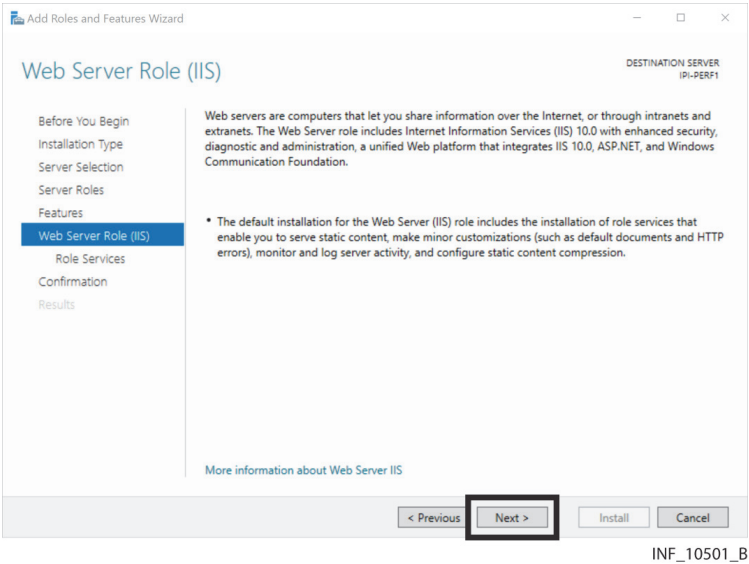 Add Roles and Features Wizard
Web Server Role (IIS)
DESTINATION SERVER
IPI-PERF1
Before You Begin
Installation Type
Server Selection
Server Roles
Features
Web Server Role (IIS)
Role Services
Confirmation
Results
Web servers are computers that let you share information over the Internet, or through intranets and
extranets. The Web Server role includes Internet Information Services (IIS) 10.0 with enhanced security,
diagnostic and administration, a unified Web platform that integrates IIS 10.0, ASP.NET, and Windows
Communication Foundation.
• The default installation for the Web Server (IIS) role includes the installation of role services that
enable you to serve static content, make minor customizations (such as default documents and HTTP
errors), monitor and log server activity, and configure static content compression.
More information about Web Server IIS
< Previous
Next >
Install
Cancel
INF_10501_B